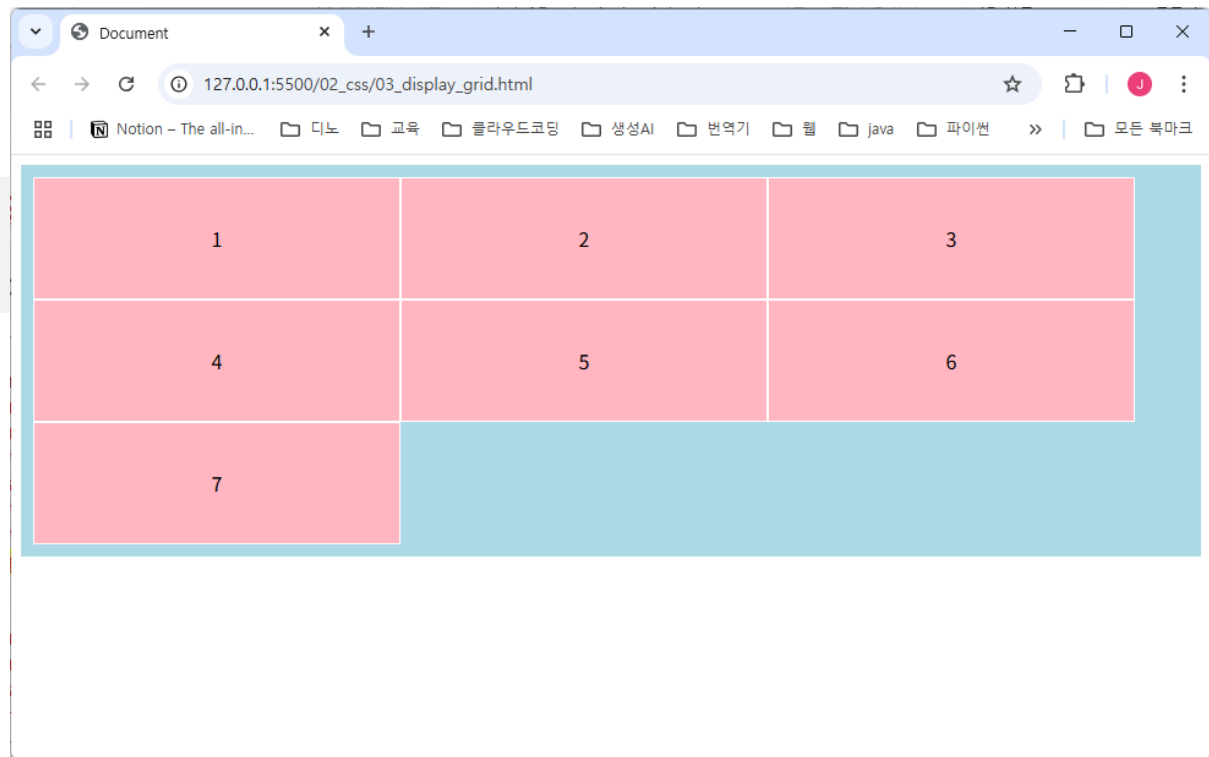 Document
127.0.0.1:5500/02_css/03_display_grid.html
J
Notion – The all-in... 디노 교육 클라우드코딩 생성AI 번역기 웹 java 파이썬 » 모든 북마크
1 2 3
4 5 6
7